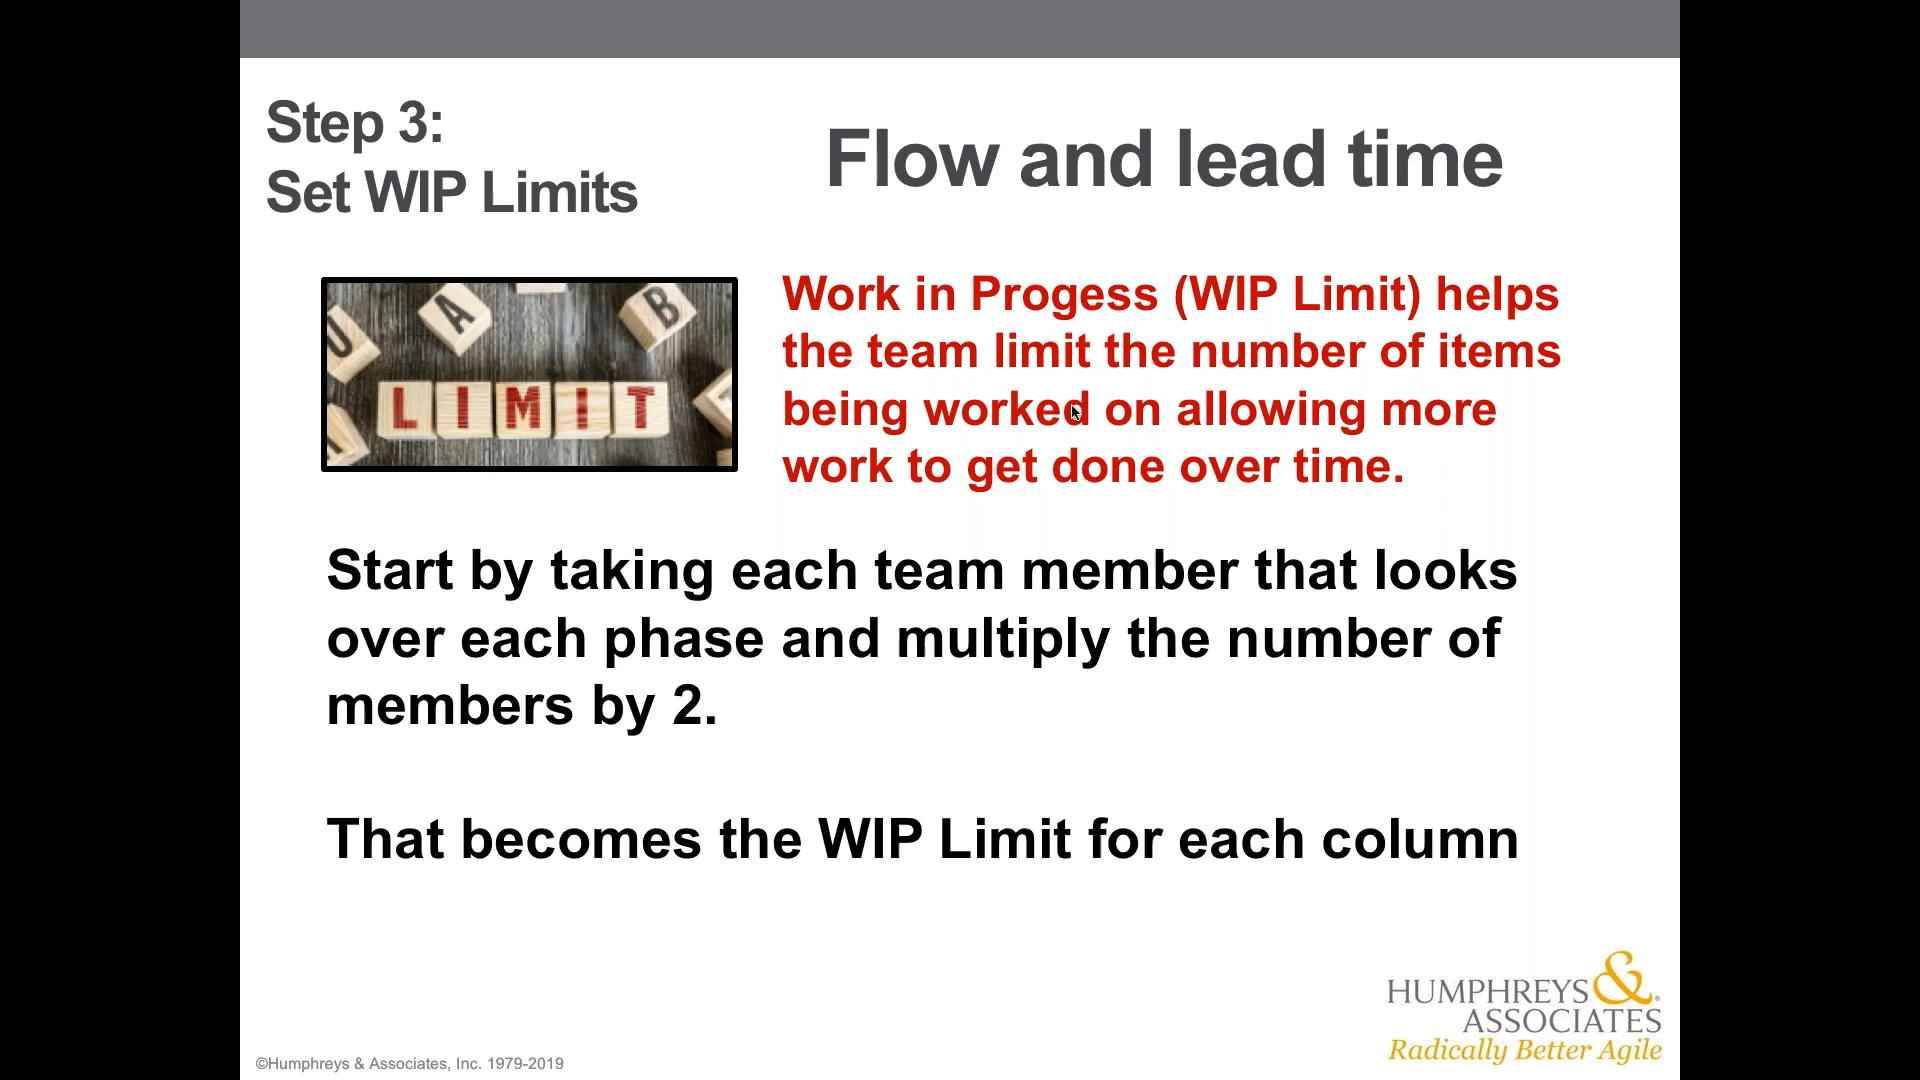 Step 3:
Set WIP Limits
Flow and lead time
U A B
LIMIT
Work in Progess (WIP Limit) helps
the team limit the number of items
being worked on allowing more
work to get done over time.
Start by taking each team member that looks
over each phase and multiply the number of
members by 2.
That becomes the WIP Limit for each column
HUMPHREYS &
ASSOCIATES
Radically Better Agile
©Humphreys & Associates, Inc. 1979-2019